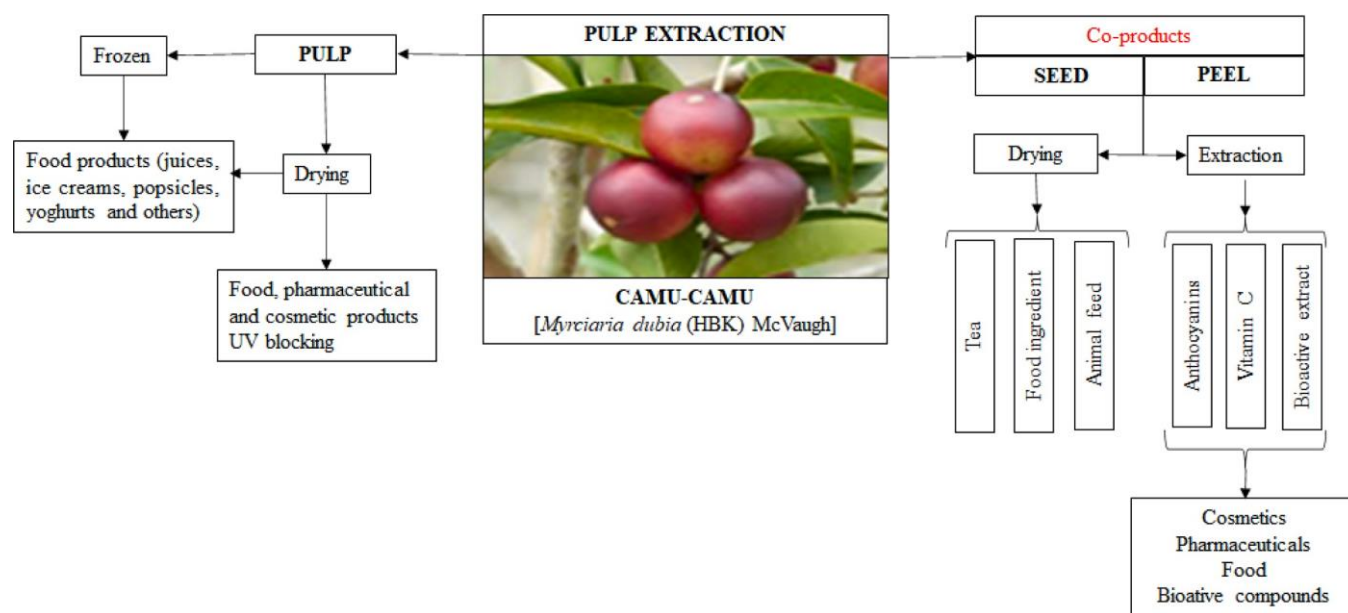 PULP EXTRACTION
Co-products
Frozen
PULP
SEED
PEEL
Food products (juices,
ice creams, popsicles,
yoghurts and others)
Drying
Drying
Extraction
Food, pharmaceutical
and cosmetic products
UV blocking
CAMU-CAMU
[Myrciaria dubia (HBK) McVaugh]
Tea
Food ingredient
Animal feed
Anthocyanins
Vitamin C
Bioactive extract
Cosmetics
Pharmaceuticals
Food
Bioative compounds